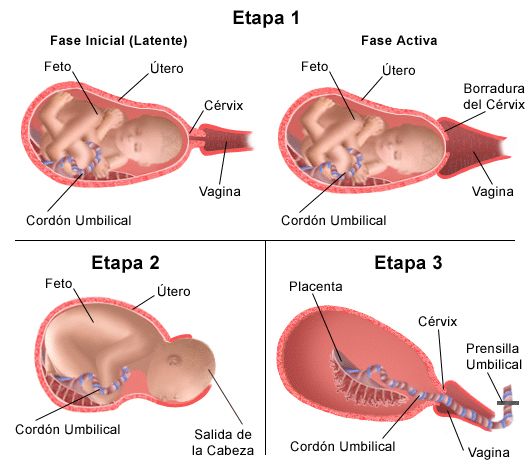 Etapa 1
Fase Inicial (Latente)
Feto
Útero
Cérvix
Vagina
Cordón Umbilical
Fase Activa
Feto
Útero
Borradura
del Cérvix
Vagina
Cordón Umbilical
Etapa 2
Feto
Útero
Cordón Umbilical
Salida de
la Cabeza
Etapa 3
Placenta
Cérvix
Prensilla
Umbilical
Cordón Umbilical
Vagina